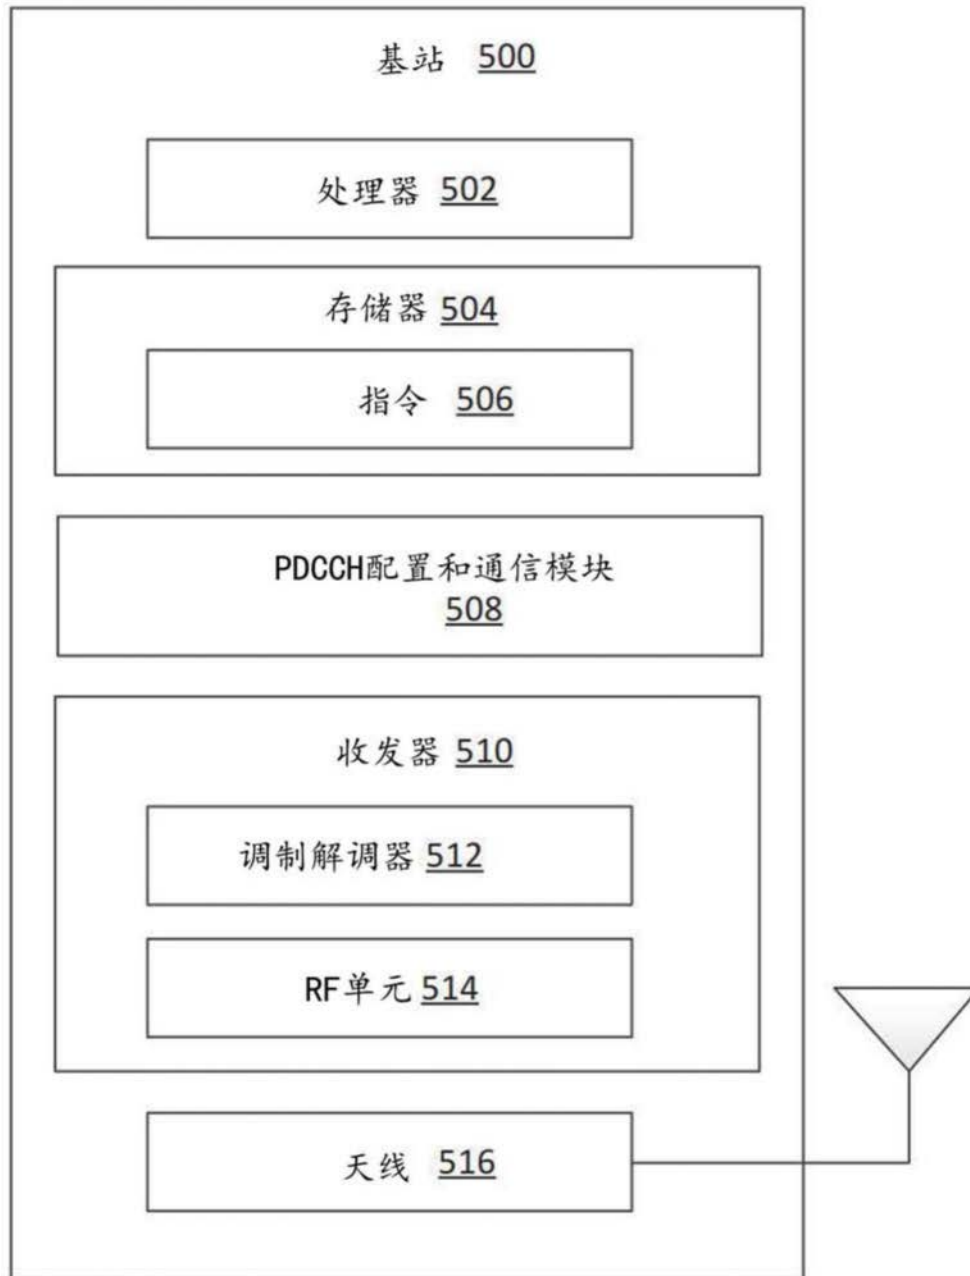 基站 500
处理器 502
存储器 504
指令 506
PDCCH配置和通信模块
508
收发器 510
调制解调器 512
RF单元 514
天线 516